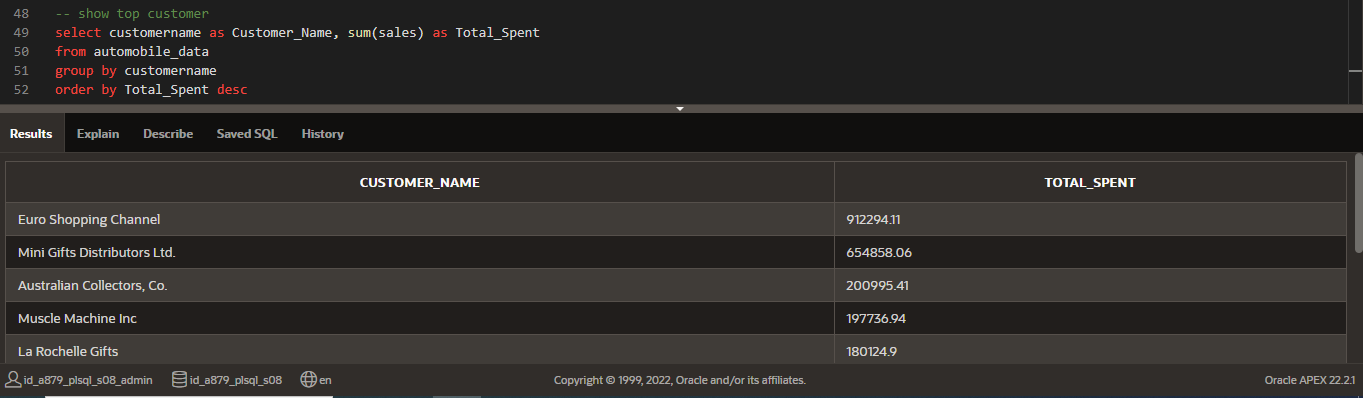 48 -- show top customer
49 select customername as Customer_Name, sum(sales) as Total_Spent
50 from automobile_data
51 group by customername
52 order by Total_Spent desc
Results Explain Describe Saved SQL History
CUSTOMER_NAME TOTAL_SPENT
Euro Shopping Channel 912294.11
Mini Gifts Distributors Ltd. 654858.06
Australian Collectors, Co. 200995.41
Muscle Machine Inc 197736.94
La Rochelle Gifts 180124.9
id_a879_plsql_s08_admin id_a879_plsql_s08 en Copyright © 1999, 2022, Oracle and/or its affiliates. Oracle APEX 22.2.1